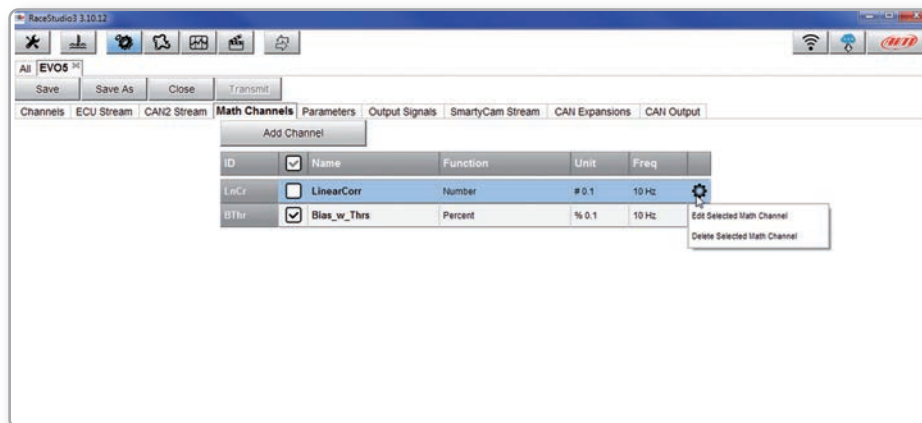 RaceStudio3 3.10.12
AiM
All EVO5
Save Save As Close Transmit
Channels ECU Stream CAN2 Stream Math Channels Parameters Output Signals SmartyCam Stream CAN Expansions CAN Output
Add Channel
ID Name Function Unit Freq
LnCr LinearCorr Number # 0.1 10 Hz
BThr Bias_w_Thrs Percent % 0.1 10 Hz
Edit Selected Math Channel
Delete Selected Math Channel